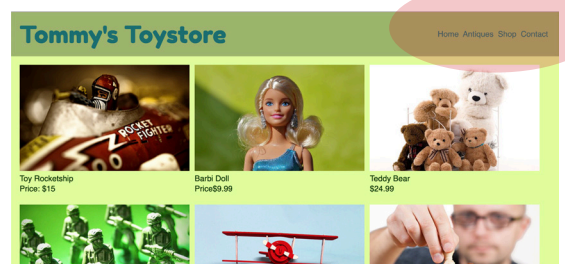 Tommy's Toystore
Home Antiques Shop Contact
ROCKET
FIGHTER
Toy Rocketship
Price: $15
Barbi Doll
Price$9.99
Teddy Bear
$24.99